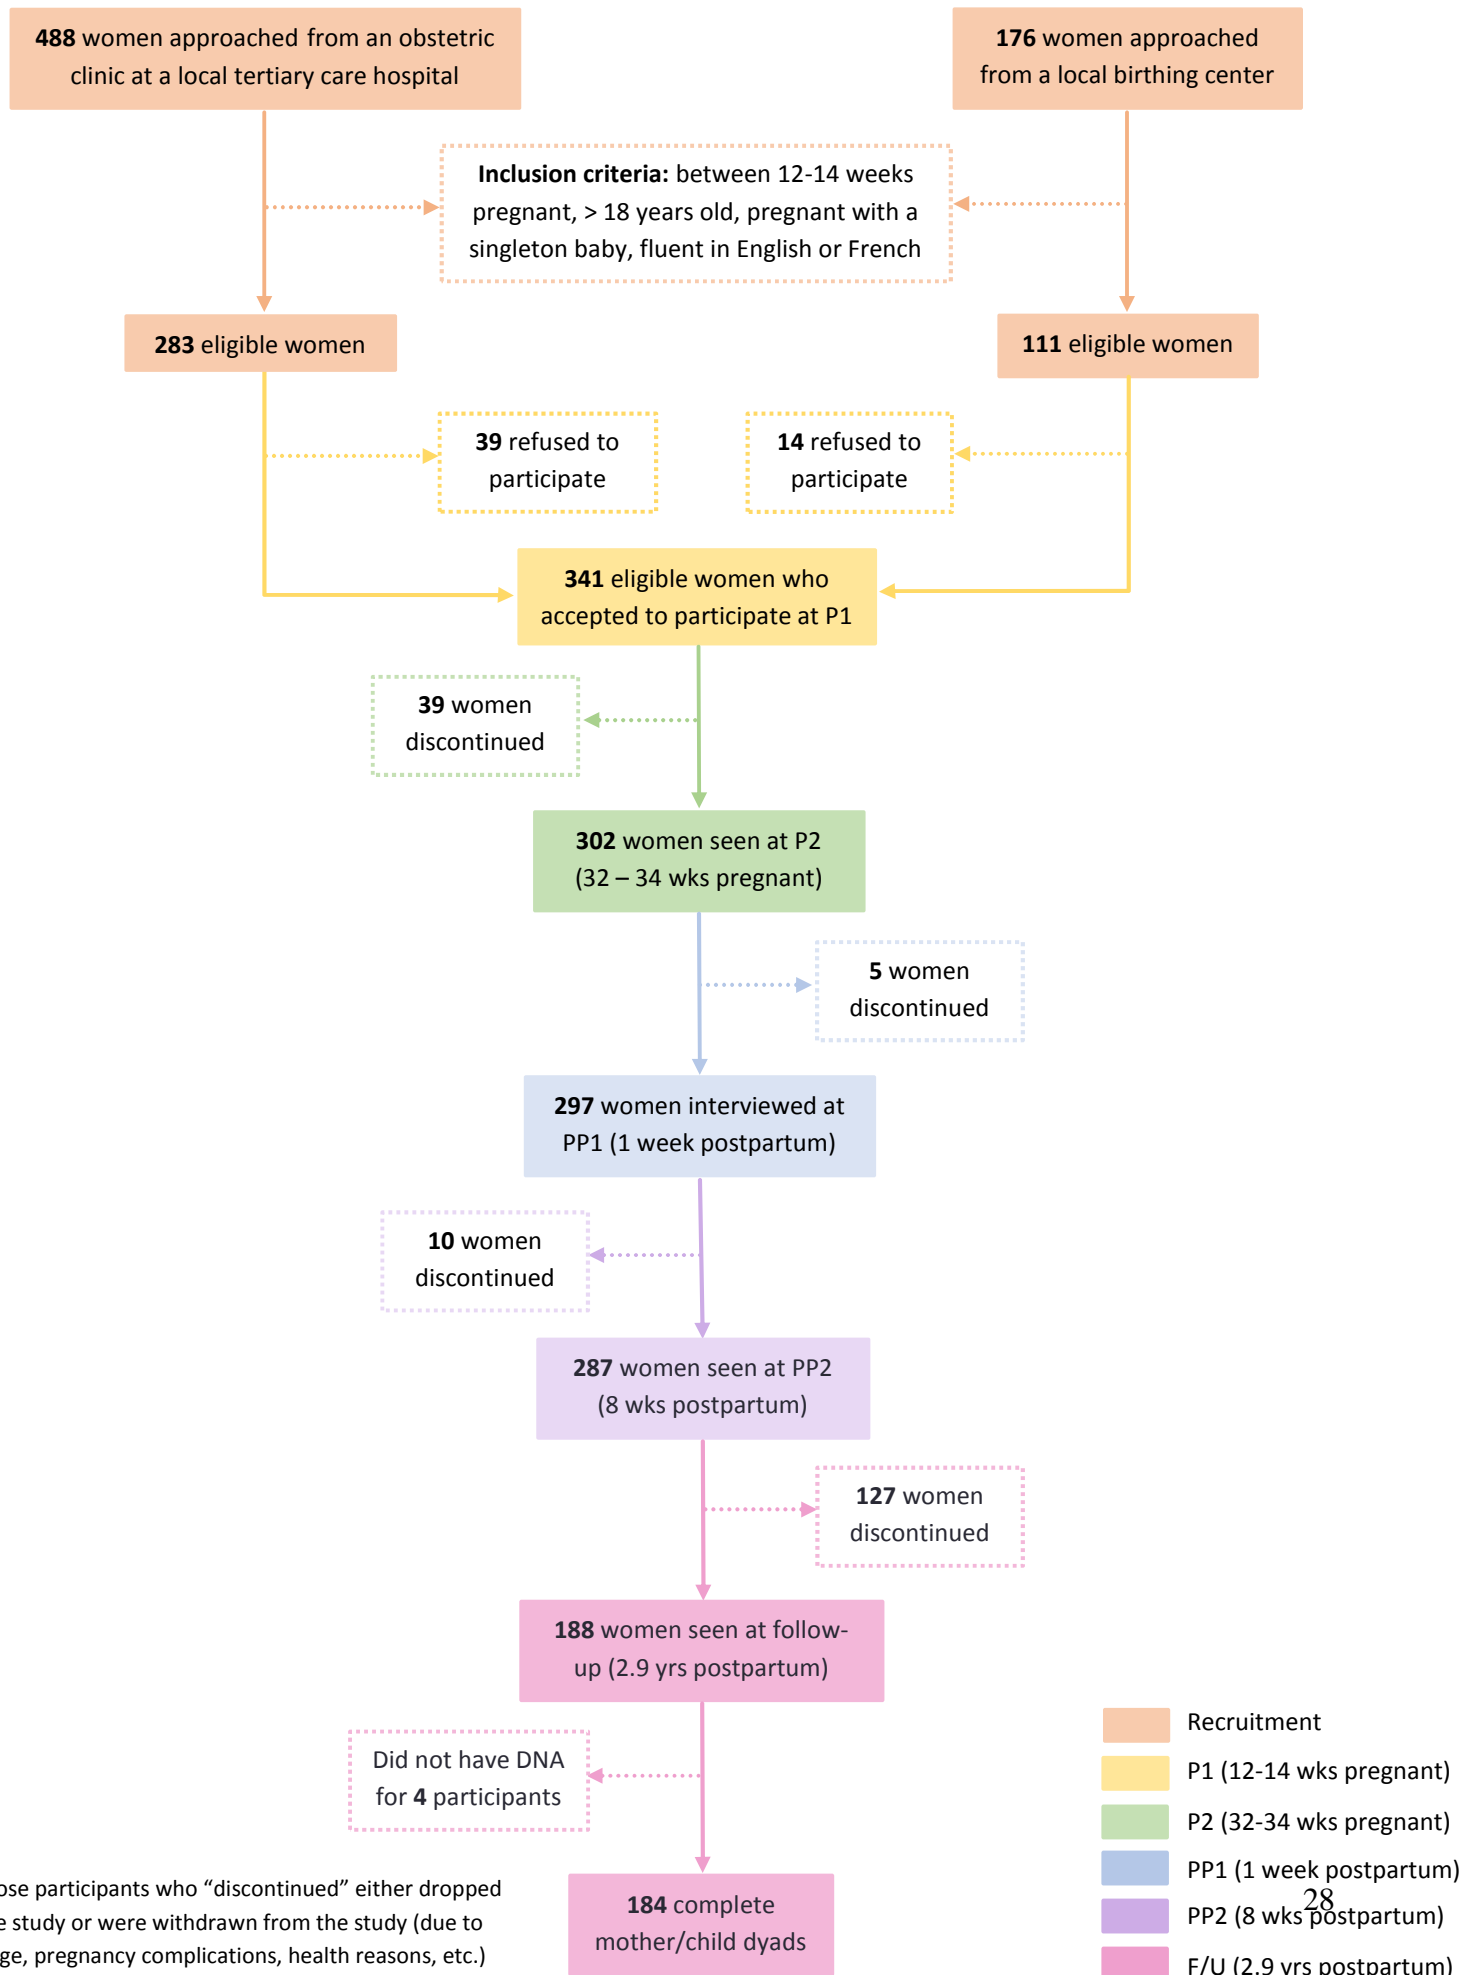 488 women approached from an obstetric
clinic at a local tertiary care hospital
176 women approached
from a local birthing center
Inclusion criteria: between 12-14 weeks
pregnant, > 18 years old, pregnant with a
singleton baby, fluent in English or French
283 eligible women
111 eligible women
39 refused to
participate
14 refused to
participate
341 eligible women who
accepted to participate at P1
39 women
discontinued
302 women seen at P2
(32 – 34 wks pregnant)
5 women
discontinued
297 women interviewed at
PP1 (1 week postpartum)
10 women
discontinued
287 women seen at PP2
(8 wks postpartum)
127 women
discontinued
188 women seen at follow-
up (2.9 yrs postpartum)
Did not have DNA
for 4 participants
184 complete
mother/child dyads
Recruitment
P1 (12-14 wks pregnant)
P2 (32-34 wks pregnant)
PP1 (1 week postpartum)
PP2 (8 wks postpartum)
F/U (2.9 yrs postpartum)
28
participants who “discontinued” either dropped
study or were withdrawn from the study (due to
pregnancy complications, health reasons, etc.)